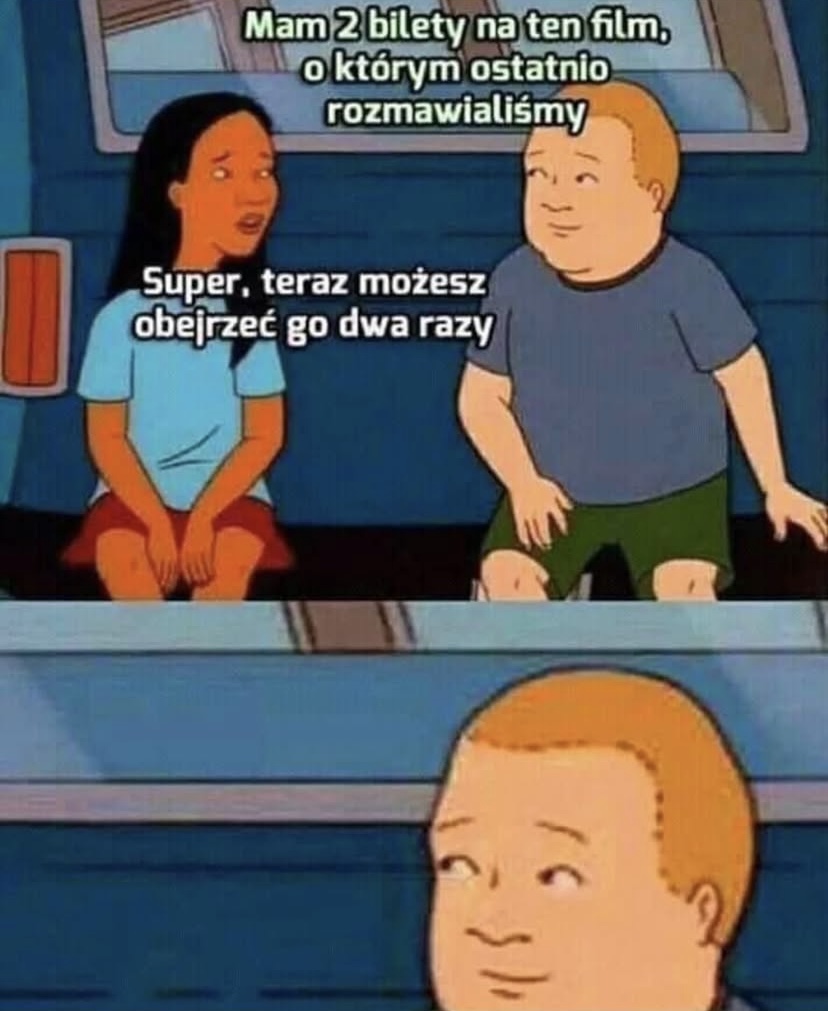 Mam 2 bilety na ten film,
o którym ostatnio
rozmawialiśmy
Super, teraz możesz
obejrzeć go dwa razy